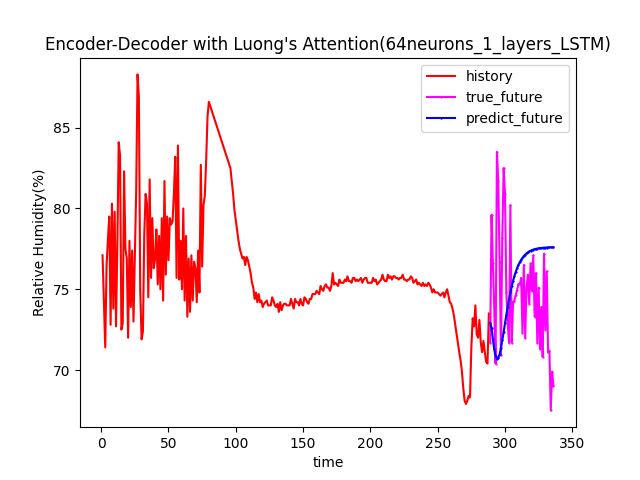 Encoder-Decoder with Luong's Attention(64neurons_1_layers_LSTM)
history
true_future
predict_future
Relative Humidity(%)
85
80
75
70
0 50 100 150 200 250 300 350
time